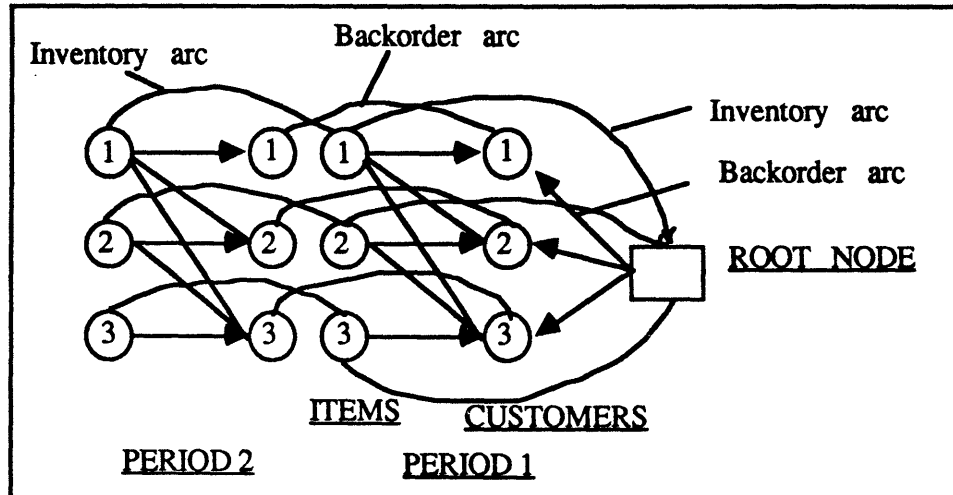 Backorder arc
Inventory arc
Inventory arc
1 1 1 1
Backorder arc
2 2 2 2
ROOT NODE
3 3 3 3
ITEMS CUSTOMERS
PERIOD 2 PERIOD 1